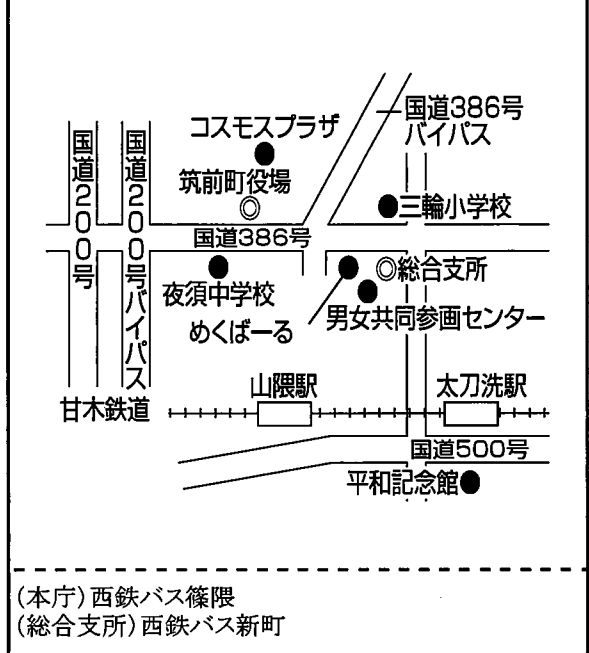 国道386号
バイパス
コスモスプラザ
国道200号
国道200号バイパス
筑前町役場
三輪小学校
国道386号
総合支所
夜須中学校
男女共同参画センター
めくばーる
山隈駅
太刀洗駅
甘木鉄道
国道500号
平和記念館
(本庁)西鉄バス篠隈
(総合支所)西鉄バス新町